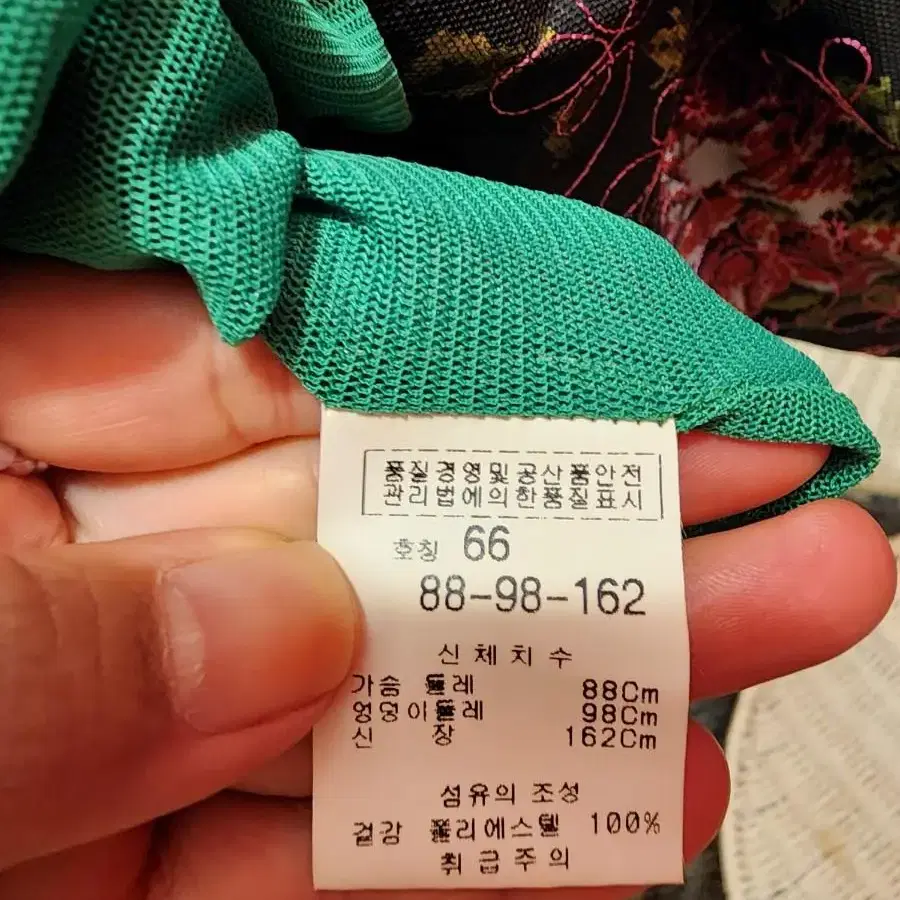 품질경영및공산품안전
관리법에의한품질표시
호칭 66
88-98-162
신체치수
가슴 둘레 88Cm
엉덩이둘레 98Cm
신 장 162Cm
섬유의 조성
겉감 폴리에스텔 100%
취급주의